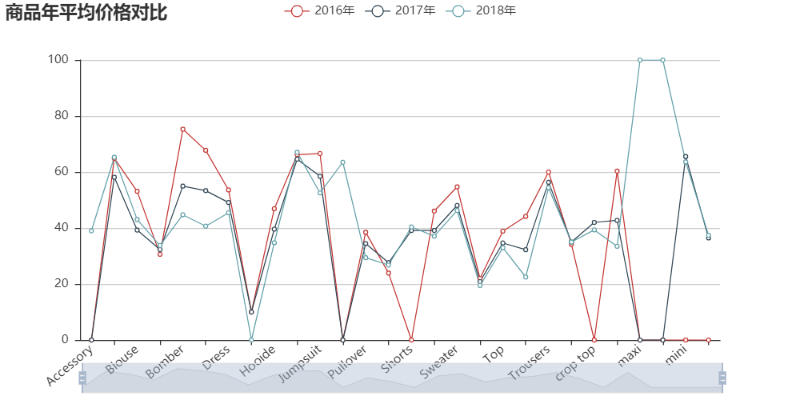 商品年平均价格对比
2016年 2017年 2018年
100
80
60
40
20
0
Accessory Blouse Bomber Dress Hooide Jumpsuit Pullover Shorts Sweater Top Trousers crop top maxi mini